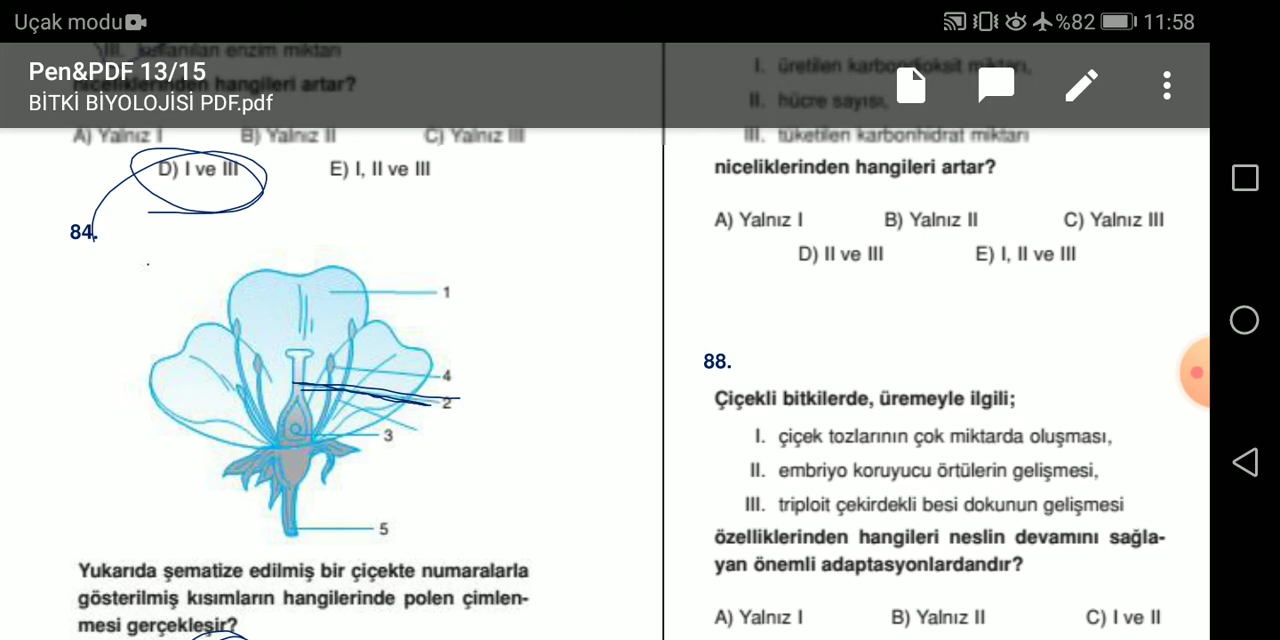 Uçak modu
%82 11:58
III. kullanılan enzim miktarı
Pen&PDF 13/15
niceliklerinden hangileri artar?
BİTKİ BİYOLOJİSİ PDF.pdf
A) Yalnız I B) Yalnız II C) Yalnız III
D) I ve III E) I, II ve III
84.
1
4
2
3
5
Yukarıda şematize edilmiş bir çiçekte numaralarla
gösterilmiş kısımların hangilerinde polen çimlen-
mesi gerçekleşir?
I. üretilen karbondioksit miktarı,
II. hücre sayısı,
III. tüketilen karbonhidrat miktarı
niceliklerinden hangileri artar?
A) Yalnız I B) Yalnız II C) Yalnız III
D) II ve III E) I, II ve III
88.
Çiçekli bitkilerde, üremeyle ilgili;
I. çiçek tozlarının çok miktarda oluşması,
II. embriyo koruyucu örtülerin gelişmesi,
III. triploit çekirdekli besi dokunun gelişmesi
özelliklerinden hangileri neslin devamını sağla-
yan önemli adaptasyonlardandır?
A) Yalnız I B) Yalnız II C) I ve II